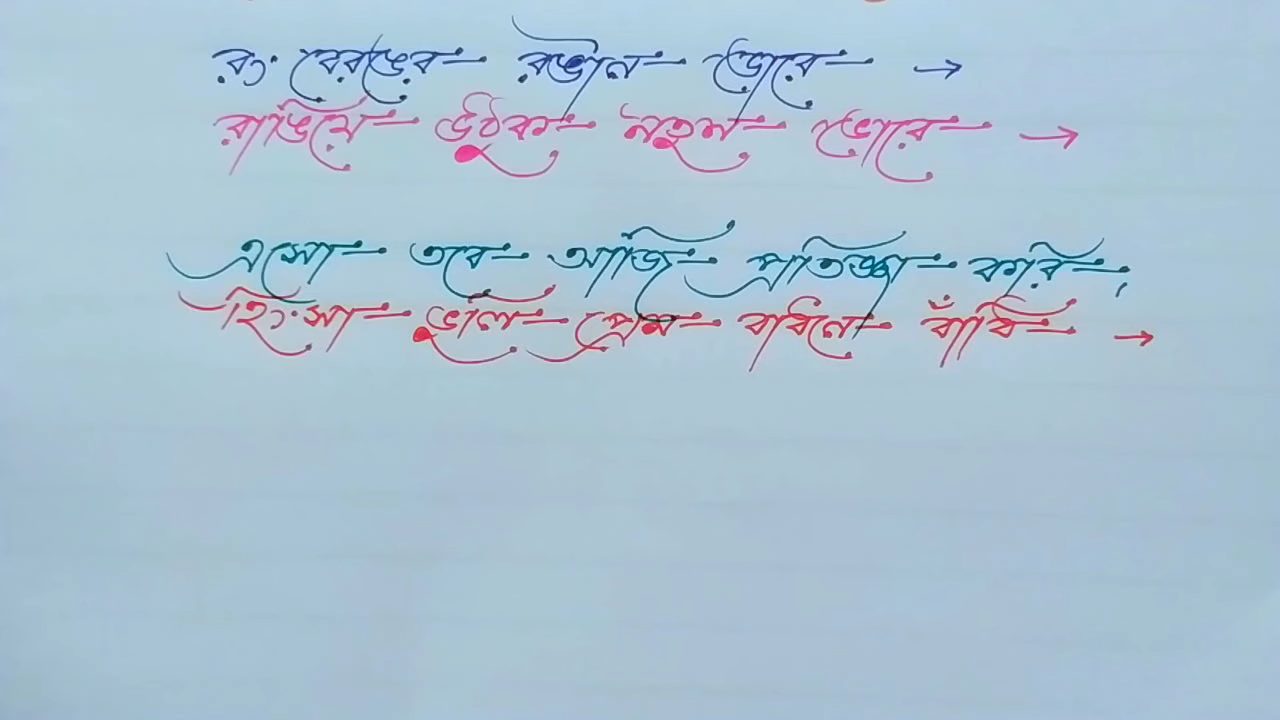 রং বেরঙের রঙীন ডোরে →
রাঙিয়ে উঠুক নতুন ভোরে →
এসো তবে আজি প্রতিজ্ঞা করি,
হিংসা ভুলি প্রেম বাঁধি →